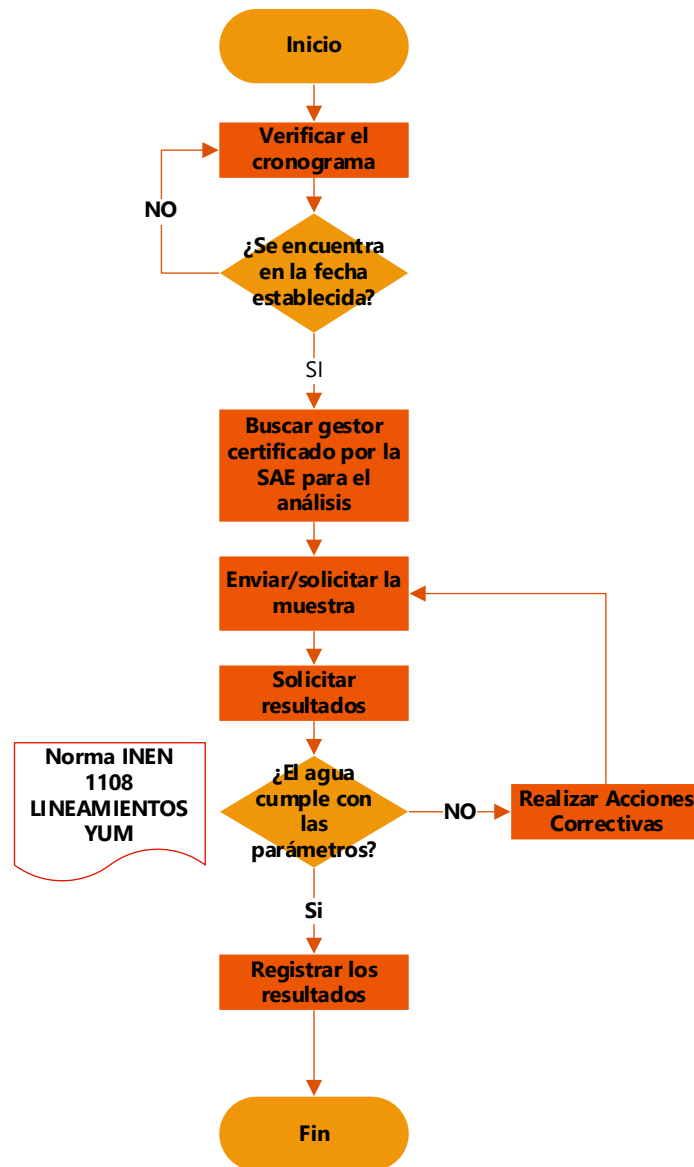 Inicio
Verificar el
cronograma
NO
¿Se encuentra
en la fecha
establecida?
SI
Buscar gestor
certificado por la
SAE para el
análisis
Enviar/solicitar la
muestra
Solicitar
resultados
Norma INEN
1108
LINEAMIENTOS
YUM
¿El agua
cumple con
las
parámetros?
NO
Realizar Acciones
Correctivas
Si
Registrar los
resultados
Fin